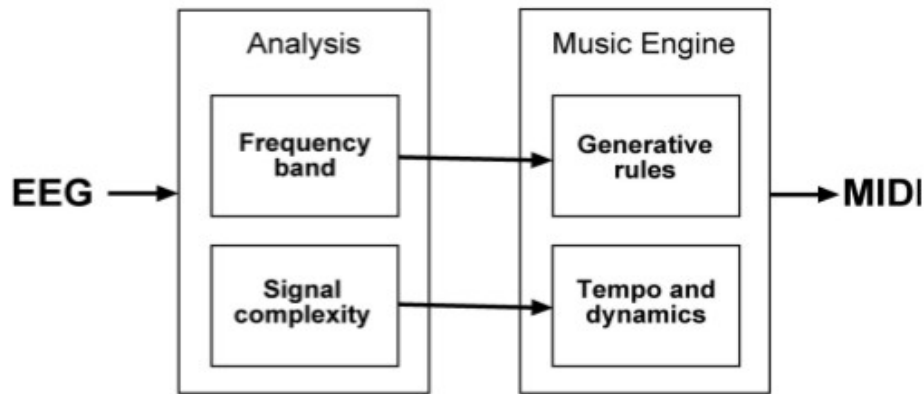 Analysis
Music Engine
Frequency
band
Generative
rules
EEG
MIDI
Signal
complexity
Tempo and
dynamics